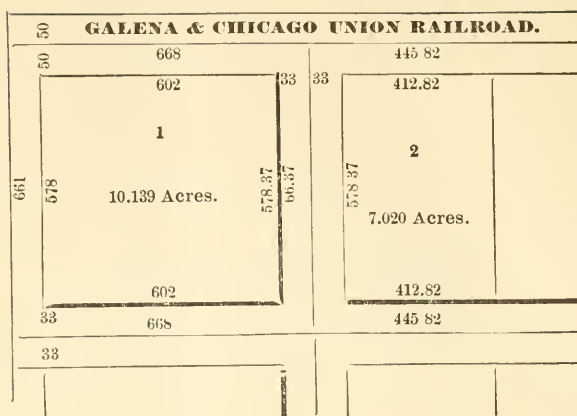 50 GALENA & CHICAGO UNION RAILROAD.
50 668 445 82
602 33 33 412.82
1
2
661 578 578.37 66.37 578 37
10.139 Acres.
7.020 Acres.
602 412.82
33 668 445 82
33